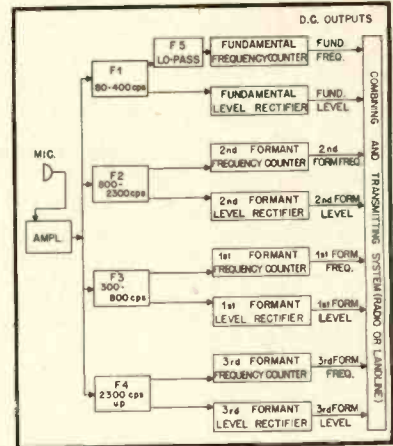 D.C. OUTPUTS
F5
LO-PASS
FUNDAMENTAL
FREQUENCY COUNTER
FUND
FREQ.
F1
80-400 cps
FUNDAMENTAL
LEVEL RECTIFIER
FUND.
LEVEL
MIC.
AMPL.
F2
800-
2300 cps
2nd FORMANT
FREQUENCY COUNTER
2nd
FORM FREQ.
2nd FORMANT
LEVEL RECTIFIER
2nd FORM
LEVEL
F3
300-
800 cps
1st FORMANT
FREQUENCY COUNTER
1st FORM
FREQ.
1st FORMANT
LEVEL RECTIFIER
1st FORM
LEVEL
F4
2300 cps
up
3rd FORMANT
FREQUENCY COUNTER
3rd FORM
FREQ.
3rd FORMANT
LEVEL RECTIFIER
3rd FORM
LEVEL
COMBINING AND TRANSMITTING SYSTEM (RADIO OR LANDLINE)